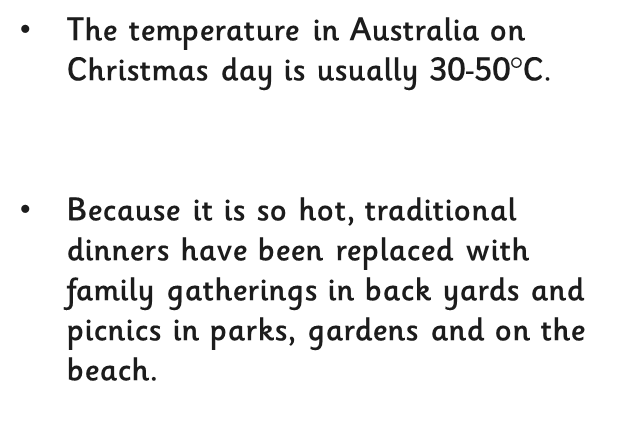 • The temperature in Australia on
Christmas day is usually 30-50°C.
• Because it is so hot, traditional
dinners have been replaced with
family gatherings in back yards and
picnics in parks, gardens and on the
beach.